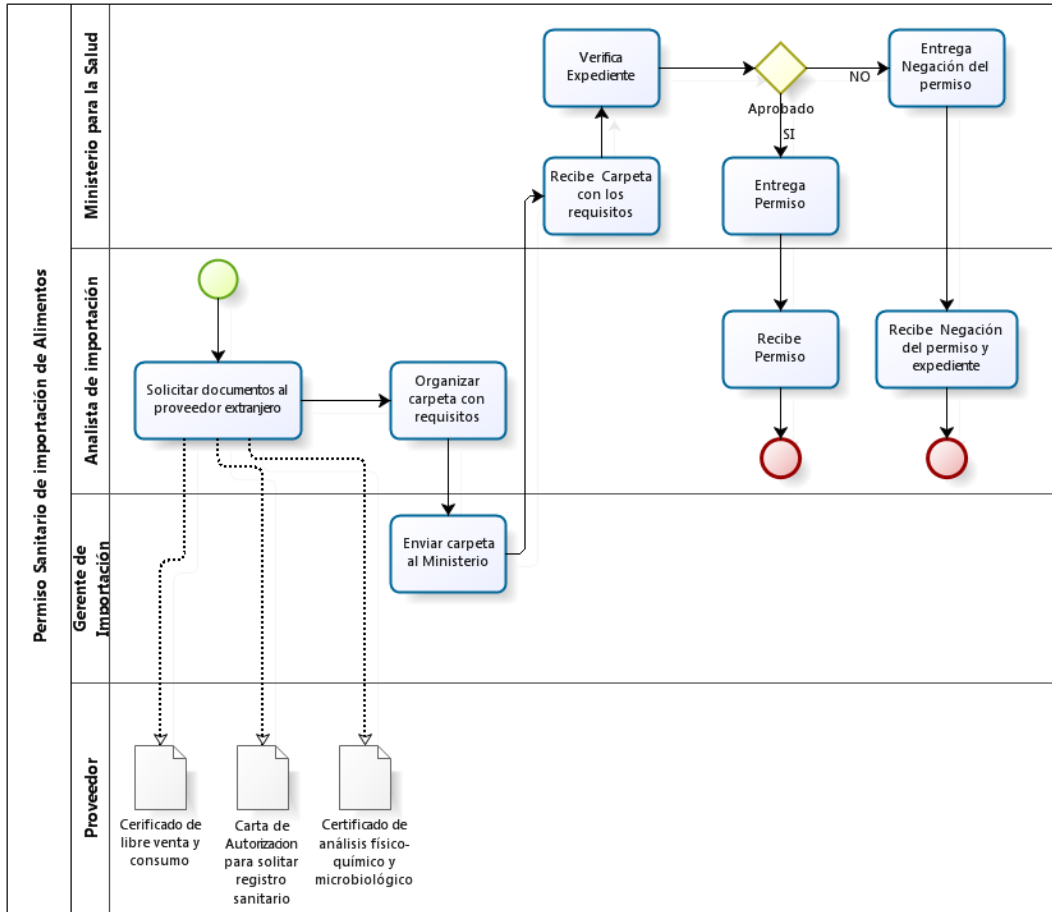 Permiso Sanitario de importación de Alimentos
Ministerio para la Salud
Verifica
Expediente
Aprobado
NO
SI
Entrega
Negación del
permiso
Recibe Carpeta
con los
requisitos
Entrega
Permiso
Analista de importación
Solicitar documentos al
proveedor extranjero
Organizar
carpeta con
requisitos
Recibe
Permiso
Recibe Negación
del permiso y
expediente
Gerente de
Importación
Enviar carpeta
al Ministerio
Proveedor
Cerificado de
libre venta y
consumo
Carta de
Autorizacion
para solitar
registro
sanitario
Certificado de
análisis físico-
químico y
microbiológico